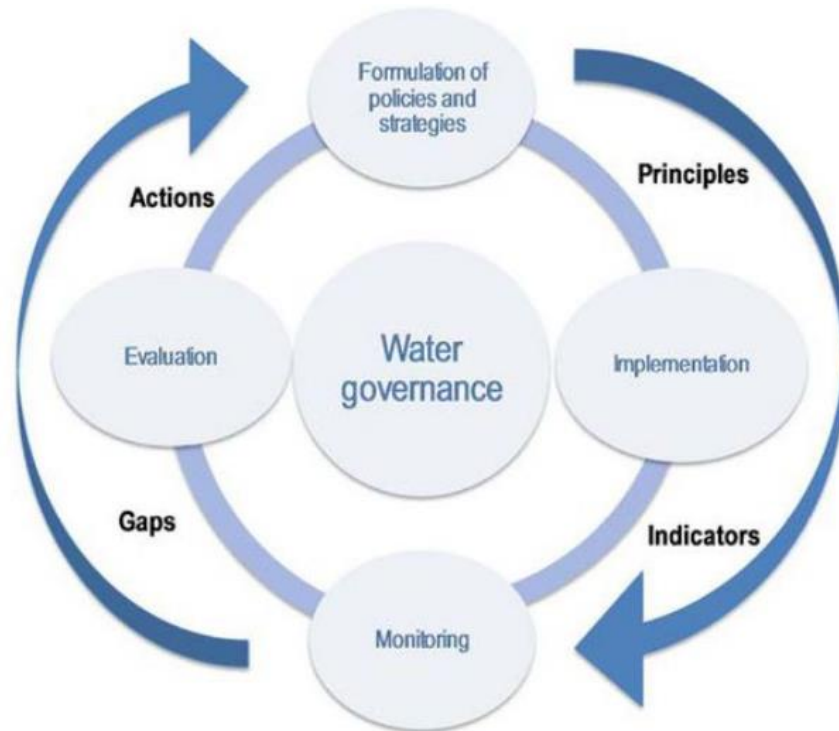 Formulation of
policies and
strategies
Actions
Principles
Evaluation
Water
governance
Implementation
Gaps
Indicators
Monitoring